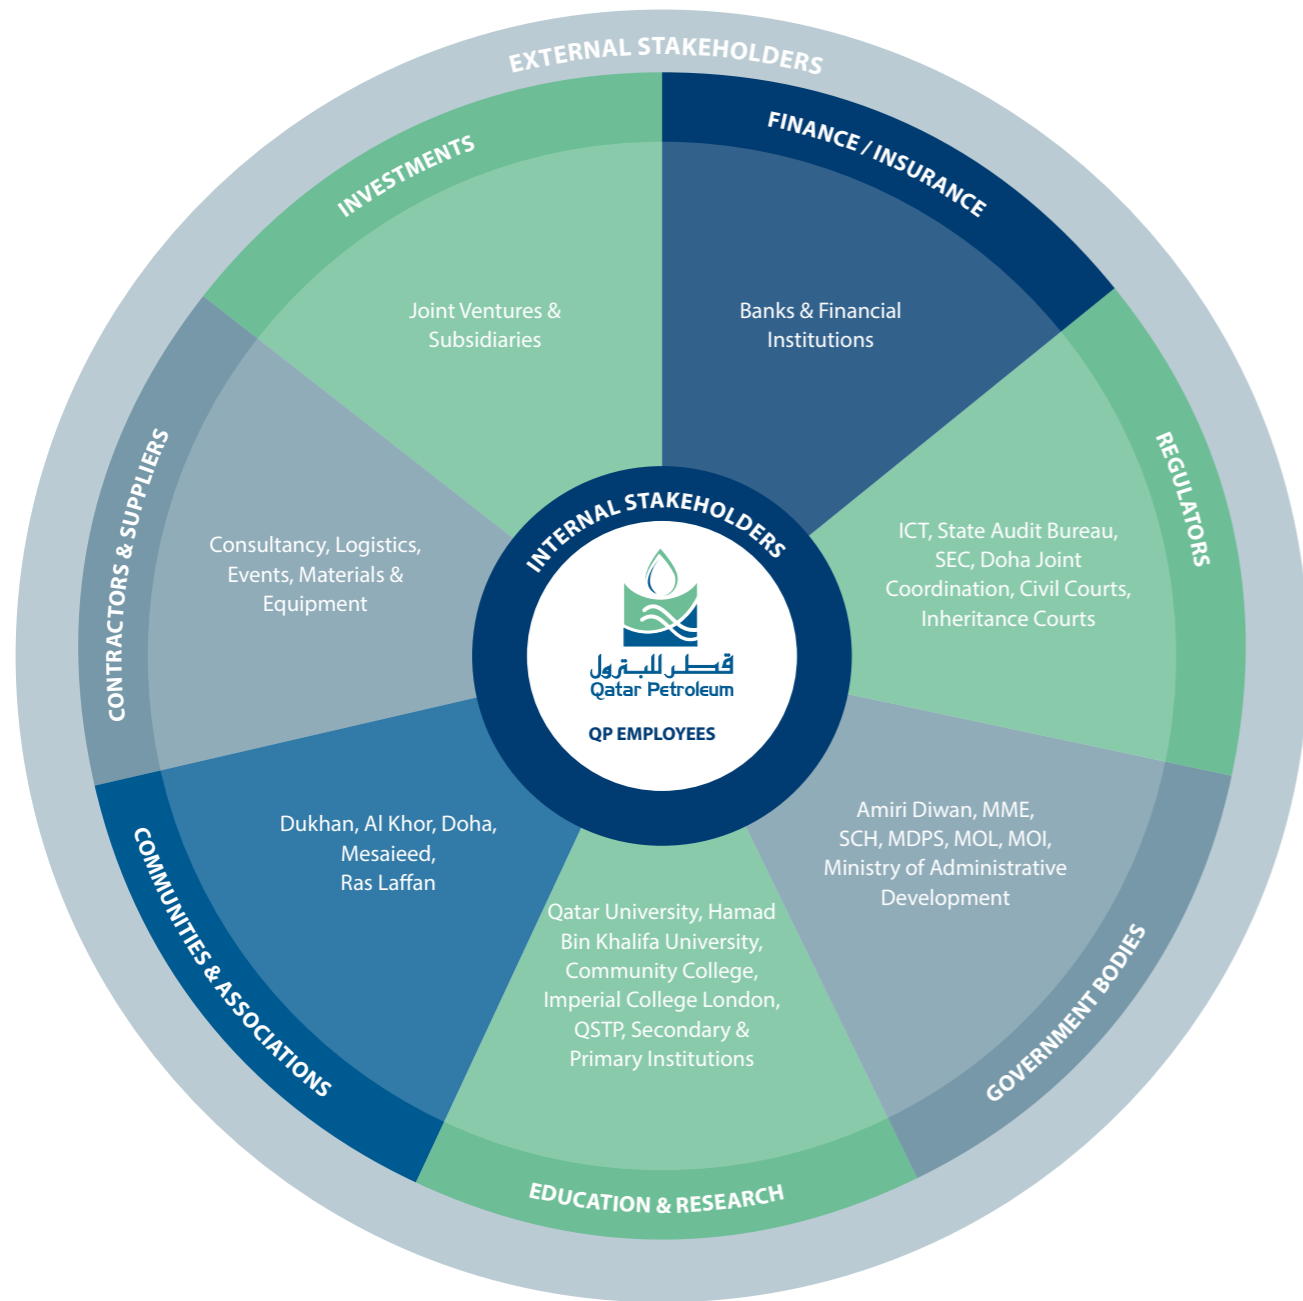 EXTERNAL STAKEHOLDERS
FINANCE / INSURANCE
Banks & Financial
Institutions
REGULATORS
ICT, State Audit Bureau,
SEC, Doha Joint
Coordination, Civil Courts,
Inheritance Courts
GOVERNMENT BODIES
Amiri Diwan, MME,
SCH, MDPS, MOL, MOI,
Ministry of Administrative
Development
EDUCATION & RESEARCH
Qatar University, Hamad
Bin Khalifa University,
Community College,
Imperial College London,
QSTP, Secondary &
Primary Institutions
COMMUNITIES & ASSOCIATIONS
Dukhan, Al Khor, Doha,
Mesaieed,
Ras Laffan
CONTRACTORS & SUPPLIERS
Consultancy, Logistics,
Events, Materials &
Equipment
INVESTMENTS
Joint Ventures &
Subsidiaries
INTERNAL STAKEHOLDERS
قطر للبترول
Qatar Petroleum
QP EMPLOYEES